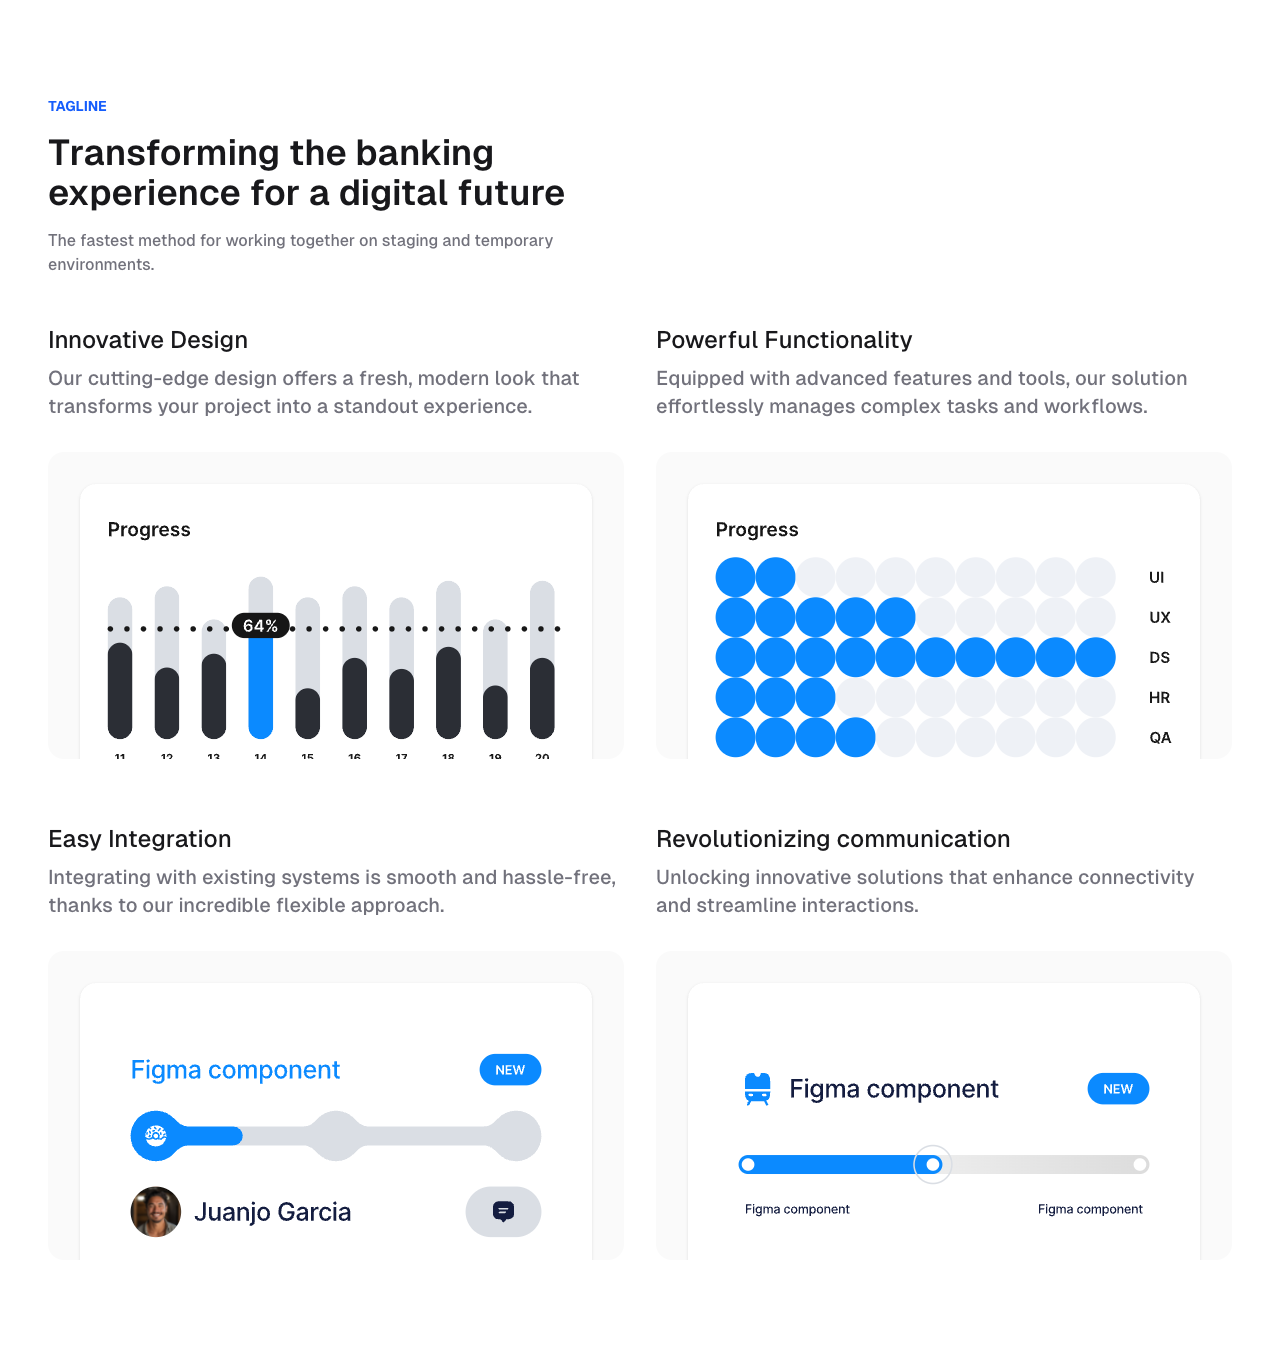 TAGLINE
Transforming the banking
experience for a digital future
The fastest method for working together on staging and temporary
environments.
Innovative Design
Our cutting-edge design offers a fresh, modern look that
transforms your project into a standout experience.
Progress
64%
11 12 13 14 15 16 17 18 19 20
Powerful Functionality
Equipped with advanced features and tools, our solution
effortlessly manages complex tasks and workflows.
Progress
UI
UX
DS
HR
QA
Easy Integration
Integrating with existing systems is smooth and hassle-free,
thanks to our incredible flexible approach.
Figma component NEW
Juanjo Garcia
Revolutionizing communication
Unlocking innovative solutions that enhance connectivity
and streamline interactions.
Figma component NEW
Figma component Figma component